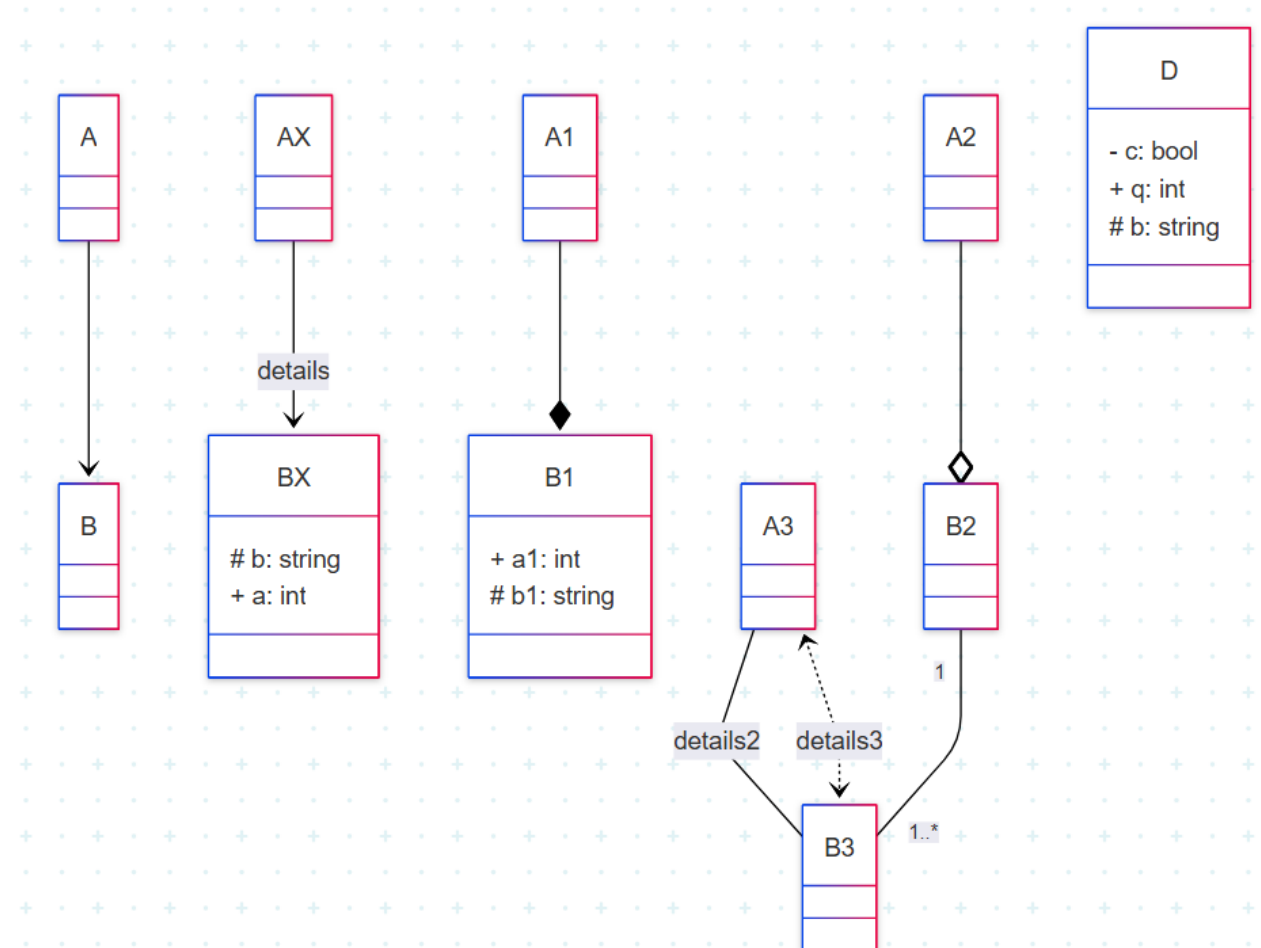 D
A
AX
A1
A2
- c: bool
+ q: int
# b: string
details
BX
B1
B
A3
B2
# b: string
+ a: int
+ a1: int
# b1: string
1
details2
details3
1..*
B3